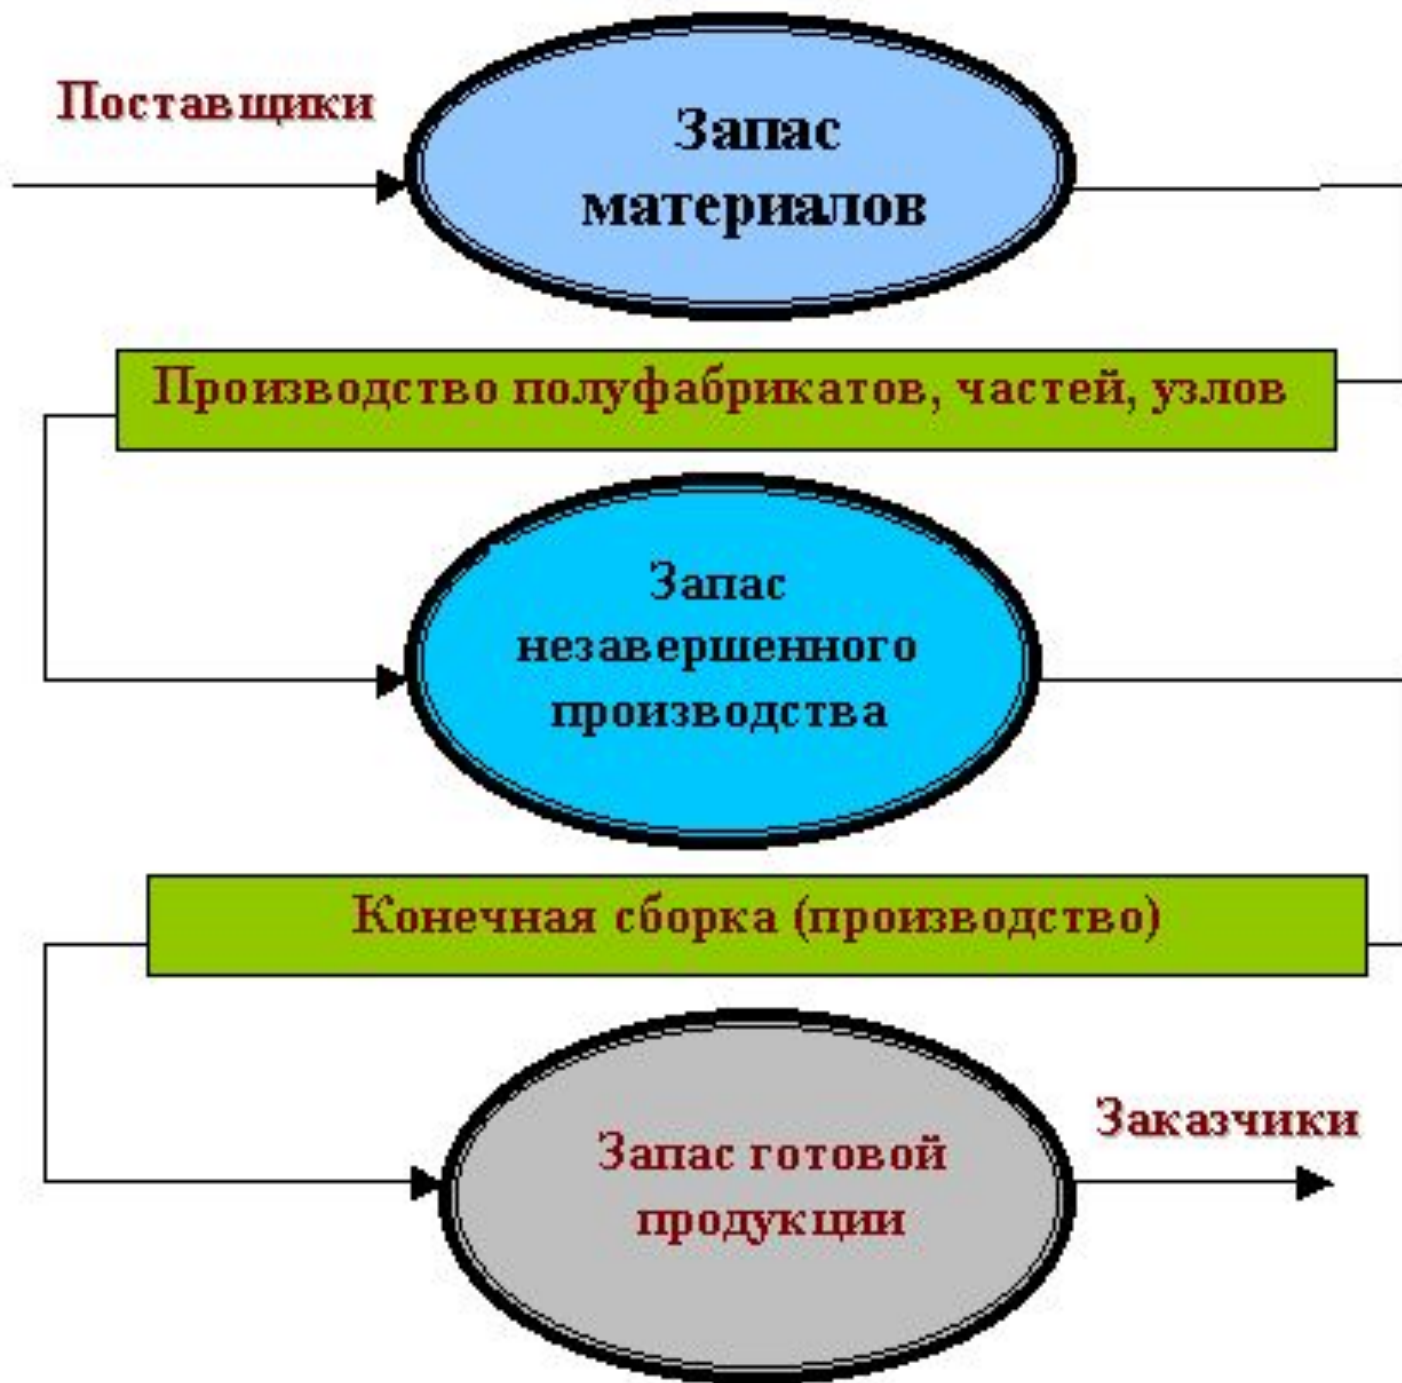 Поставщики
Запас
материалов
Производство полуфабрикатов, частей, узлов
Запас
незавершенного
производства
Конечная сборка (производство)
Заказчики
Запас готовой
продукции